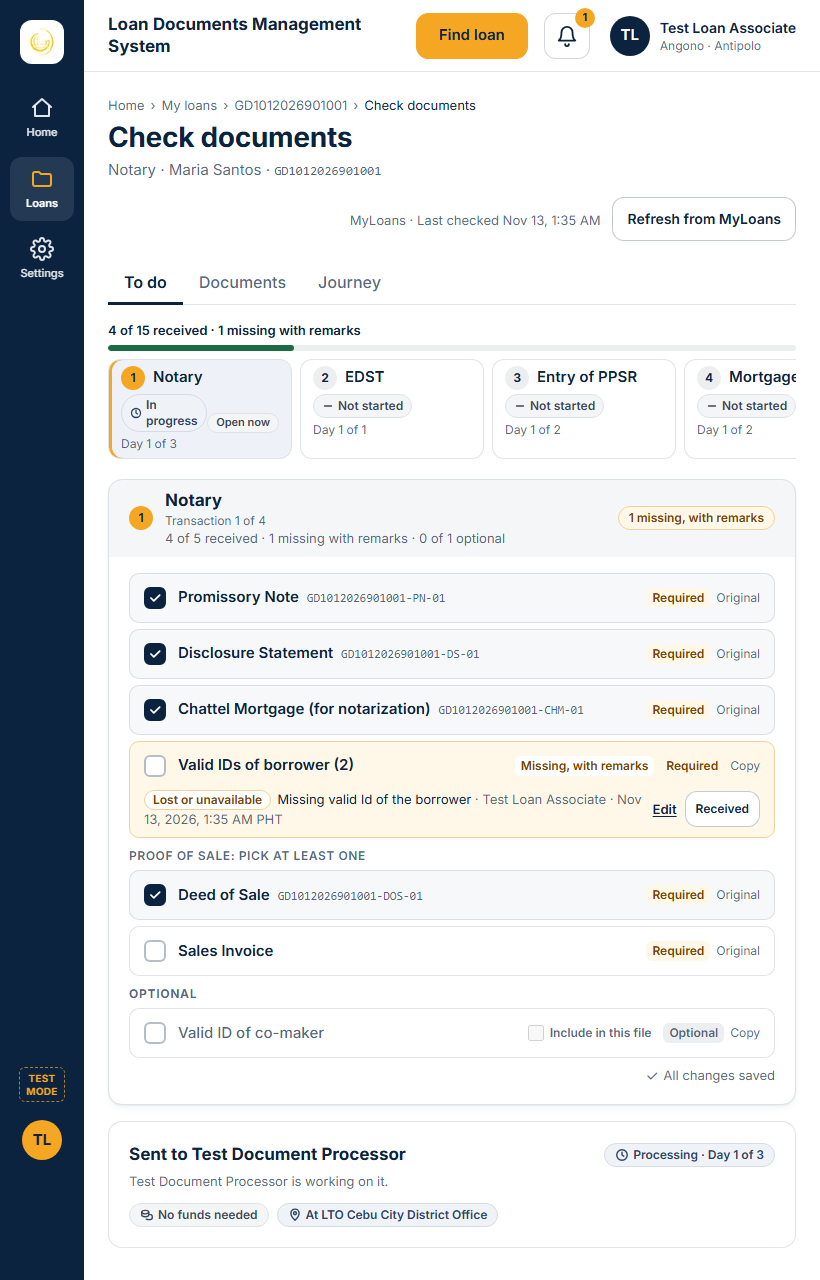 Loan Documents Management System
Find loan
1
TL
Test Loan Associate
Angono · Antipolo
Home
Loans
Settings
TEST MODE
TL
Home › My loans › GD1012026901001 › Check documents
Check documents
Notary · Maria Santos · GD1012026901001
MyLoans · Last checked Nov 13, 1:35 AM
Refresh from MyLoans
To do
Documents
Journey
4 of 15 received · 1 missing with remarks
1 Notary
In progress
Open now
Day 1 of 3
2 EDST
– Not started
Day 1 of 1
3 Entry of PPSR
– Not started
Day 1 of 2
4 Mortgage
– Not started
Day 1 of 2
1
Notary
Transaction 1 of 4
4 of 5 received · 1 missing with remarks · 0 of 1 optional
1 missing, with remarks
Promissory Note GD1012026901001-PN-01 Required Original
Disclosure Statement GD1012026901001-DS-01 Required Original
Chattel Mortgage (for notarization) GD1012026901001-CHM-01 Required Original
Valid IDs of borrower (2) Missing, with remarks Required Copy
Lost or unavailable Missing valid Id of the borrower · Test Loan Associate · Nov
13, 2026, 1:35 AM PHT
Edit
Received
PROOF OF SALE: PICK AT LEAST ONE
Deed of Sale GD1012026901001-DOS-01 Required Original
Sales Invoice Required Original
OPTIONAL
Valid ID of co-maker Include in this file Optional Copy
✓ All changes saved
Sent to Test Document Processor
Processing · Day 1 of 3
Test Document Processor is working on it.
No funds needed
At LTO Cebu City District Office